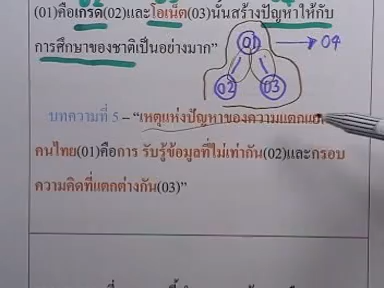 (01)คือเกรด(02)และโอเน็ต(03)นั้นสร้างปัญหาให้กับ
การศึกษาของชาติเป็นอย่างมาก"
01
04
02
03
บทความที่ 5 – "เหตุแห่งปัญหาของความแตกแยก
คนไทย(01)คือการ รับรู้ข้อมูลที่ไม่เท่ากัน(02)และกรอบ
ความคิดที่แตกต่างกัน(03)"